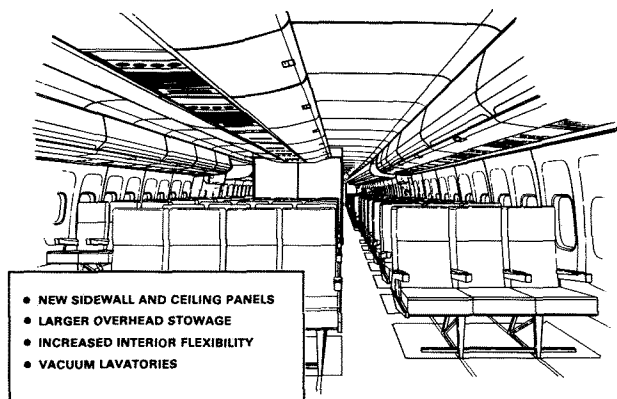 • NEW SIDEWALL AND CEILING PANELS
• LARGER OVERHEAD STOWAGE
• INCREASED INTERIOR FLEXIBILITY
• VACUUM LAVATORIES